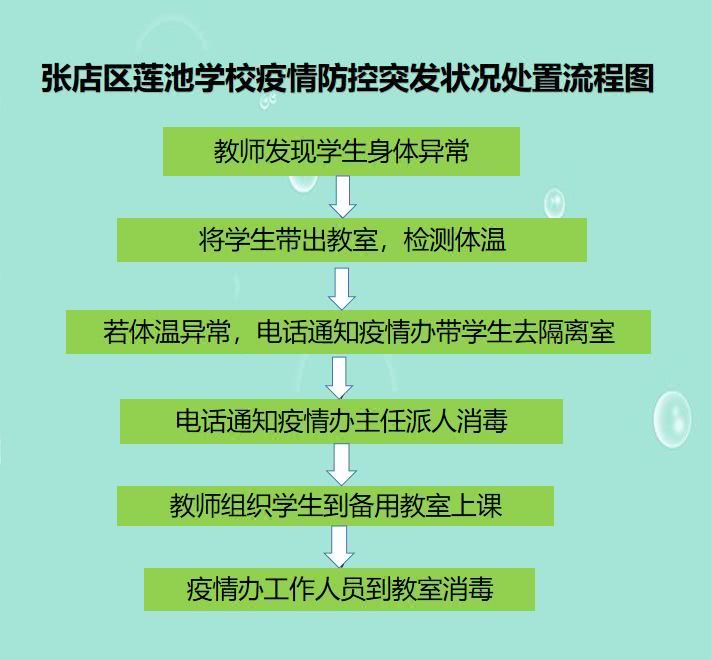 张店区莲池学校疫情防控突发状况处置流程图
教师发现学生身体异常
将学生带出教室，检测体温
若体温异常，电话通知疫情办带学生去隔离室
电话通知疫情办主任派人消毒
教师组织学生到备用教室上课
疫情办工作人员到教室消毒